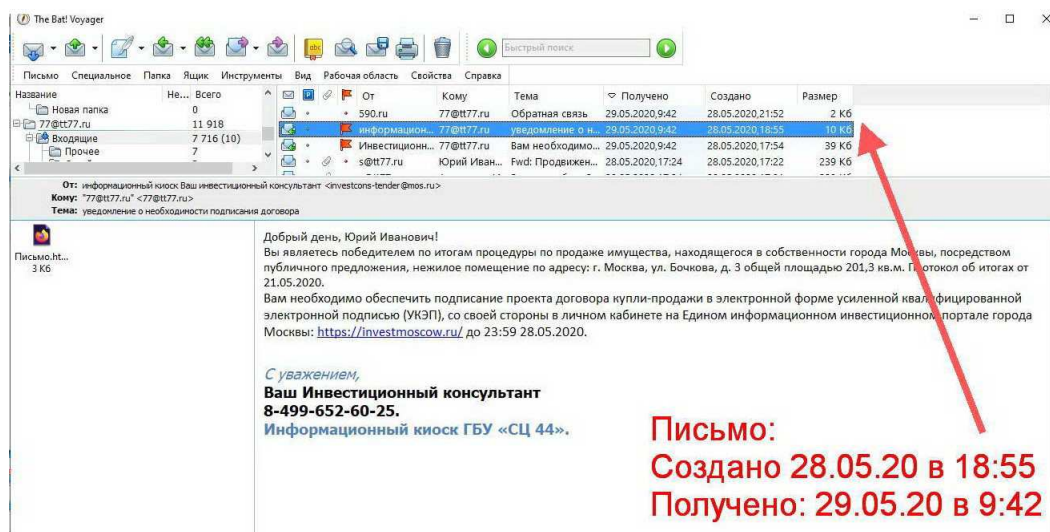 The Bat! Voyager
abc
Быстрый поиск
Письмо Специальное Папка Ящик Инструменты Вид Рабочая область Свойства Справка
Название Не... Всего
От Кому Тема Получено Создано Размер
Новая папка 0
590.ru 77@tt77.ru Обратная связь 29.05.2020,9:42 28.05.2020,21:52 2 Кб
77@tt77.ru 11 918
информацион... 77@tt77.ru уведомление о н... 29.05.2020,9:42 28.05.2020,18:55 10 Кб
Входящие 7 716 (10)
Инвестиционн... 77@tt77.ru Вам необходимо... 29.05.2020,9:42 28.05.2020,17:54 39 Кб
Прочее 7
s@tt77.ru Юрий Иван... Fwd: Продвижен... 28.05.2020,17:24 28.05.2020,17:22 239 Кб
От: информационный киоск Ваш инвестиционный консультант <investcons-tender@mos.ru>
Кому: "77@tt77.ru" <77@tt77.ru>
Тема: уведомление о необходимости подписания договора
Письмо.ht...
3 Кб
Добрый день, Юрий Иванович!
Вы являетесь победителем по итогам процедуры по продаже имущества, находящегося в собственности города Москвы, посредством
публичного предложения, нежилое помещение по адресу: г. Москва, ул. Бочкова, д. 3 общей площадью 201,3 кв.м. Протокол об итогах от
21.05.2020.
Вам необходимо обеспечить подписание проекта договора купли-продажи в электронной форме усиленной квалифицированной
электронной подписью (УКЭП), со своей стороны в личном кабинете на Едином информационном инвестиционном портале города
Москвы: https://investmoscow.ru/ до 23:59 28.05.2020.
С уважением,
Ваш Инвестиционный консультант
8-499-652-60-25.
Информационный киоск ГБУ «СЦ 44».
Письмо:
Создано 28.05.20 в 18:55
Получено: 29.05.20 в 9:42